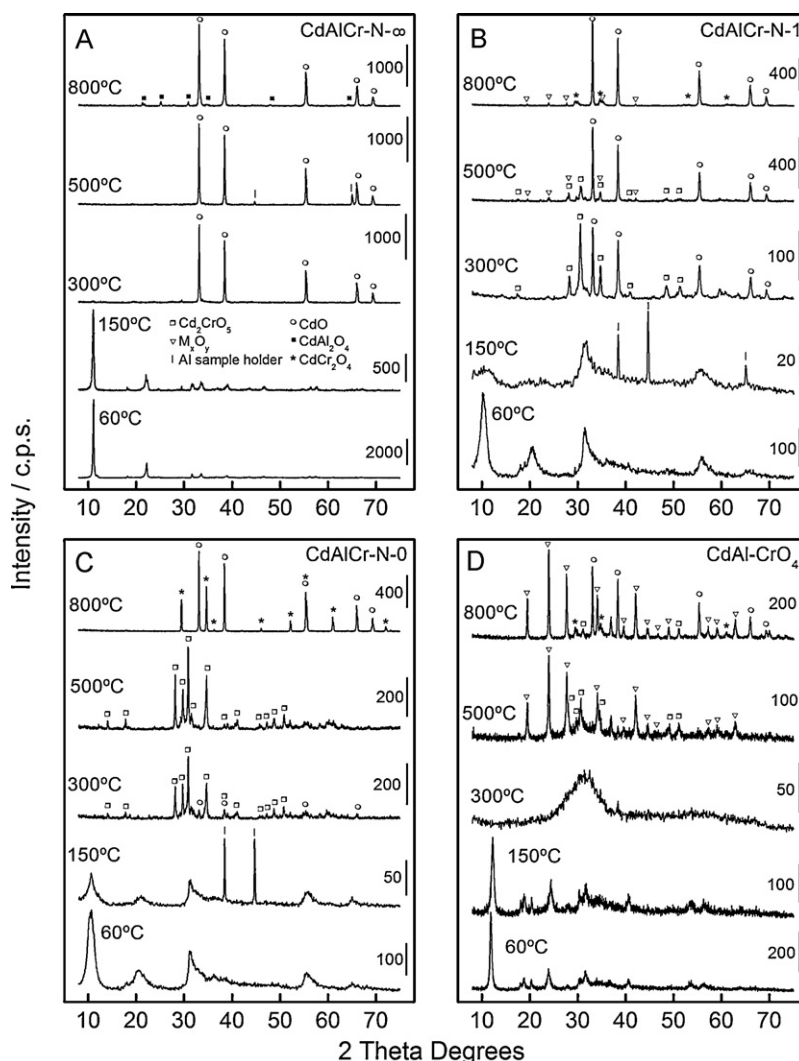 Intensity / c.p.s.
A
CdAlCr-N-∞
800ºC
1000
500ºC
1000
300ºC
1000
Cd2CrO5
CdO
MxOy
CdAl2O4
Al sample holder
CdCr2O4
150ºC
500
60ºC
2000
10 20 30 40 50 60 70
B
CdAlCr-N-1
800ºC
400
500ºC
400
300ºC
100
150ºC
20
60ºC
100
10 20 30 40 50 60 70
C
CdAlCr-N-0
800ºC
400
500ºC
200
300ºC
200
150ºC
50
60ºC
100
10 20 30 40 50 60 70
D
CdAl-CrO4
800ºC
200
500ºC
100
300ºC
50
150ºC
100
60ºC
200
10 20 30 40 50 60 70
2 Theta Degrees